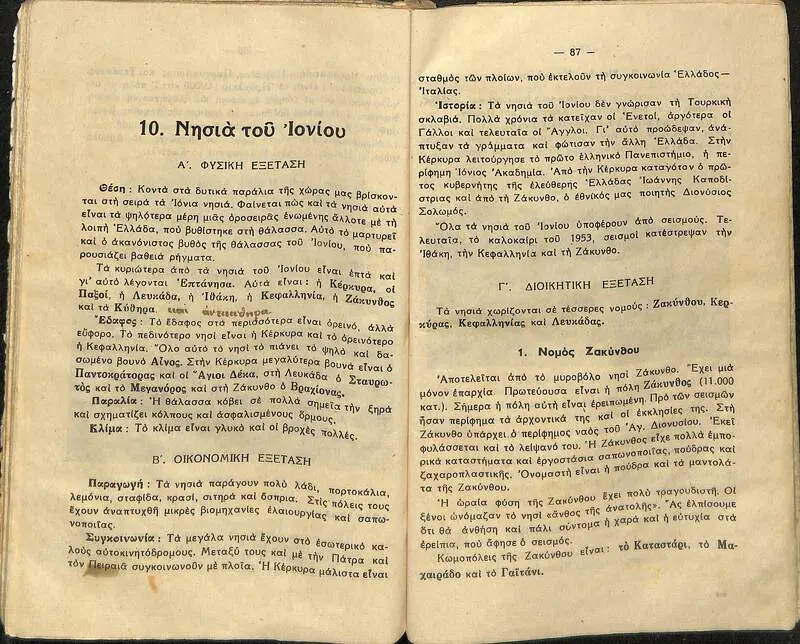 10. Νησιὰ τοῦ Ἰονίου
Α΄. ΦΥΣΙΚΗ ΕΞΕΤΑΣΗ
Θέση : Κοντὰ στὰ δυτικὰ παράλια τῆς χώρας μας βρίσκον-
ται στὴ σειρὰ τὰ Ἰόνια νησιά. Φαίνεται πὼς καὶ τὰ νησιὰ αὐτὰ
εἶναι τὰ ψηλότερα μέρη μιᾶς ὁροσειρᾶς ἑνωμένης ἄλλοτε μὲ τὴ
λοιπὴ Ἑλλάδα, ποὺ βυθίστηκε στὴ θάλασσα. Αὐτὸ τὸ μαρτυρεῖ
καὶ ὁ ἀκανόνιστος βυθὸς τῆς θάλασσας τοῦ Ἰονίου, ποὺ πα-
ρουσιάζει βαθειὰ ρήγματα.
Τὰ κυριώτερα ἀπὸ τὰ νησιὰ τοῦ Ἰονίου εἶναι ἑπτὰ καὶ
γι' αὐτὸ λέγονται Ἑπτάνησα. Αὐτὰ εἶναι : ἡ Κέρκυρα, οἱ
Παξοί, ἡ Λευκάδα, ἡ Ἰθάκη, ἡ Κεφαλληνία, ἡ Ζάκυνθος
καὶ τὰ Κύθηρα. καὶ ἀντικύθηρα
Ἔδαφος : Τὸ ἔδαφος στὰ περισσότερα εἶναι ὀρεινό, ἀλλὰ
εὔφορο. Τὸ πεδινότερο νησὶ εἶναι ἡ Κέρκυρα καὶ τὸ ὀρεινότερο
ἡ Κεφαλληνία. Ὅλο αὐτὸ τὸ νησὶ τὸ πιάνει τὸ ψηλὸ καὶ δα-
σωμένο βουνὸ Αἶνος. Στὴν Κέρκυρα μεγαλύτερα βουνὰ εἶναι ὁ
Παντοκράτορας καὶ οἱ Ἅγιοι Δέκα, στὴ Λευκάδα ὁ Σταυρω-
τὸς καὶ τὸ Μεγανόρος καὶ στὴ Ζάκυνθο ὁ Βραχίονας.
Παραλία : Ἡ θάλασσα κόβει σὲ πολλὰ σημεῖα τὴν ξηρὰ
καὶ σχηματίζει κόλπους καὶ ἀσφαλισμένους ὅρμους.
Κλίμα : Τὸ κλίμα εἶναι γλυκὸ καὶ οἱ βροχὲς πολλές.
Β΄. ΟΙΚΟΝΟΜΙΚΗ ΕΞΕΤΑΣΗ
Παραγωγή : Τὰ νησιὰ παράγουν πολὺ λάδι, πορτοκάλια,
λεμόνια, σταφίδα, κρασί, σιτηρὰ καὶ ὄσπρια. Στὶς πόλεις τους
ἔχουν ἀναπτυχθῆ μικρὲς βιομηχανίες ἐλαιουργίας καὶ σαπω-
νοποιΐας.
Συγκοινωνία : Τὰ μεγάλα νησιὰ ἔχουν στὸ ἐσωτερικὸ κα-
λοὺς αὐτοκινητόδρομους. Μεταξύ τους καὶ μὲ τὴν Πάτρα καὶ
τὸν Πειραιᾶ συγκοινωνοῦν μὲ πλοῖα. Ἡ Κέρκυρα μάλιστα εἶναι
— 87 —
σταθμὸς τῶν πλοίων, ποὺ ἐκτελοῦν τὴ συγκοινωνία Ἑλλάδος—
Ἰταλίας.
Ἱστορία : Τὰ νησιὰ τοῦ Ἰονίου δὲν γνώρισαν τὴ Τουρκικὴ
σκλαβιά. Πολλὰ χρόνια τὰ κατεῖχαν οἱ Ἑνετοί, ἀργότερα οἱ
Γάλλοι καὶ τελευταῖα οἱ Ἄγγλοι. Γι' αὐτὸ προώδεψαν, ἀνά-
πτυξαν τὰ γράμματα καὶ φώτισαν τὴν ἄλλη Ἑλλάδα. Στὴν
Κέρκυρα λειτούργησε τὸ πρῶτο ἑλληνικὸ Πανεπιστήμιο, ἡ πε-
ρίφημη Ἰόνιος Ἀκαδημία. Ἀπὸ τὴν Κέρκυρα καταγόταν ὁ πρῶ-
τος κυβερνήτης τῆς ἐλεύθερης Ἑλλάδας Ἰωάννης Καποδί-
στριας καὶ ἀπὸ τὴ Ζάκυνθο, ὁ ἐθνικός μας ποιητὴς Διονύσιος
Σολωμός.
Ὅλα τὰ νησιὰ τοῦ Ἰονίου ὑποφέρουν ἀπὸ σεισμούς. Τε-
λευταῖα, τὸ καλοκαίρι τοῦ 1953, σεισμοὶ κατέστρεψαν τὴν
Ἰθάκη, τὴν Κεφαλληνία καὶ τὴ Ζάκυνθο.
Γ΄. ΔΙΟΙΚΗΤΙΚΗ ΕΞΕΤΑΣΗ
Τὰ νησιὰ χωρίζονται σὲ τέσσερες νομούς : Ζακύνθου, Κερ-
κύρας, Κεφαλληνίας καὶ Λευκάδας.
1. Νομὸς Ζακύνθου
Ἀποτελεῖται ἀπὸ τὸ μυροβόλο νησὶ Ζάκυνθο. Ἔχει μιὰ
μόνον ἐπαρχία. Πρωτεύουσα εἶναι ἡ πόλη Ζάκυνθος (11.000
κατ.). Σήμερα ἡ πόλη αὐτὴ εἶναι ἐρειπωμένη. Πρὸ τῶν σεισμῶν
ἦσαν περίφημα τὰ ἀρχοντικά της καὶ οἱ ἐκκλησίες της. Στὴ
Ζάκυνθο ὑπάρχει ὁ περίφημος ναὸς τοῦ Ἁγ. Διονυσίου. Ἐκεῖ
φυλάσσεται καὶ τὸ λείψανό του. Ἡ Ζάκυνθος εἶχε πολλὰ ἐμπο-
ρικὰ καταστήματα καὶ ἐργοστάσια σαπωνοποιΐας, πούδρας καὶ
ζαχαροπλαστικῆς. Ὀνομαστὴ εἶναι ἡ πούδρα καὶ τὰ μαντολά-
τα τῆς Ζακύνθου.
Ἡ ὡραία φύση τῆς Ζακύνθου ἔχει πολὺ τραγουδιστῆ. Οἱ
ξένοι ὠνόμαζαν τὸ νησὶ «ἄνθος τῆς ἀνατολῆς». Ἂς ἐλπίσουμε
ὅτι θὰ ἀνθήση καὶ πάλι σύντομα ἡ χαρὰ καὶ ἡ εὐτυχία στὰ
ἐρείπια, ποὺ ἄφησε ὁ σεισμός.
Κωμοπόλεις τῆς Ζακύνθου εἶναι : τὸ Καταστάρι, τὸ Μα-
χαιράδο καὶ τὸ Γαϊτάνι.